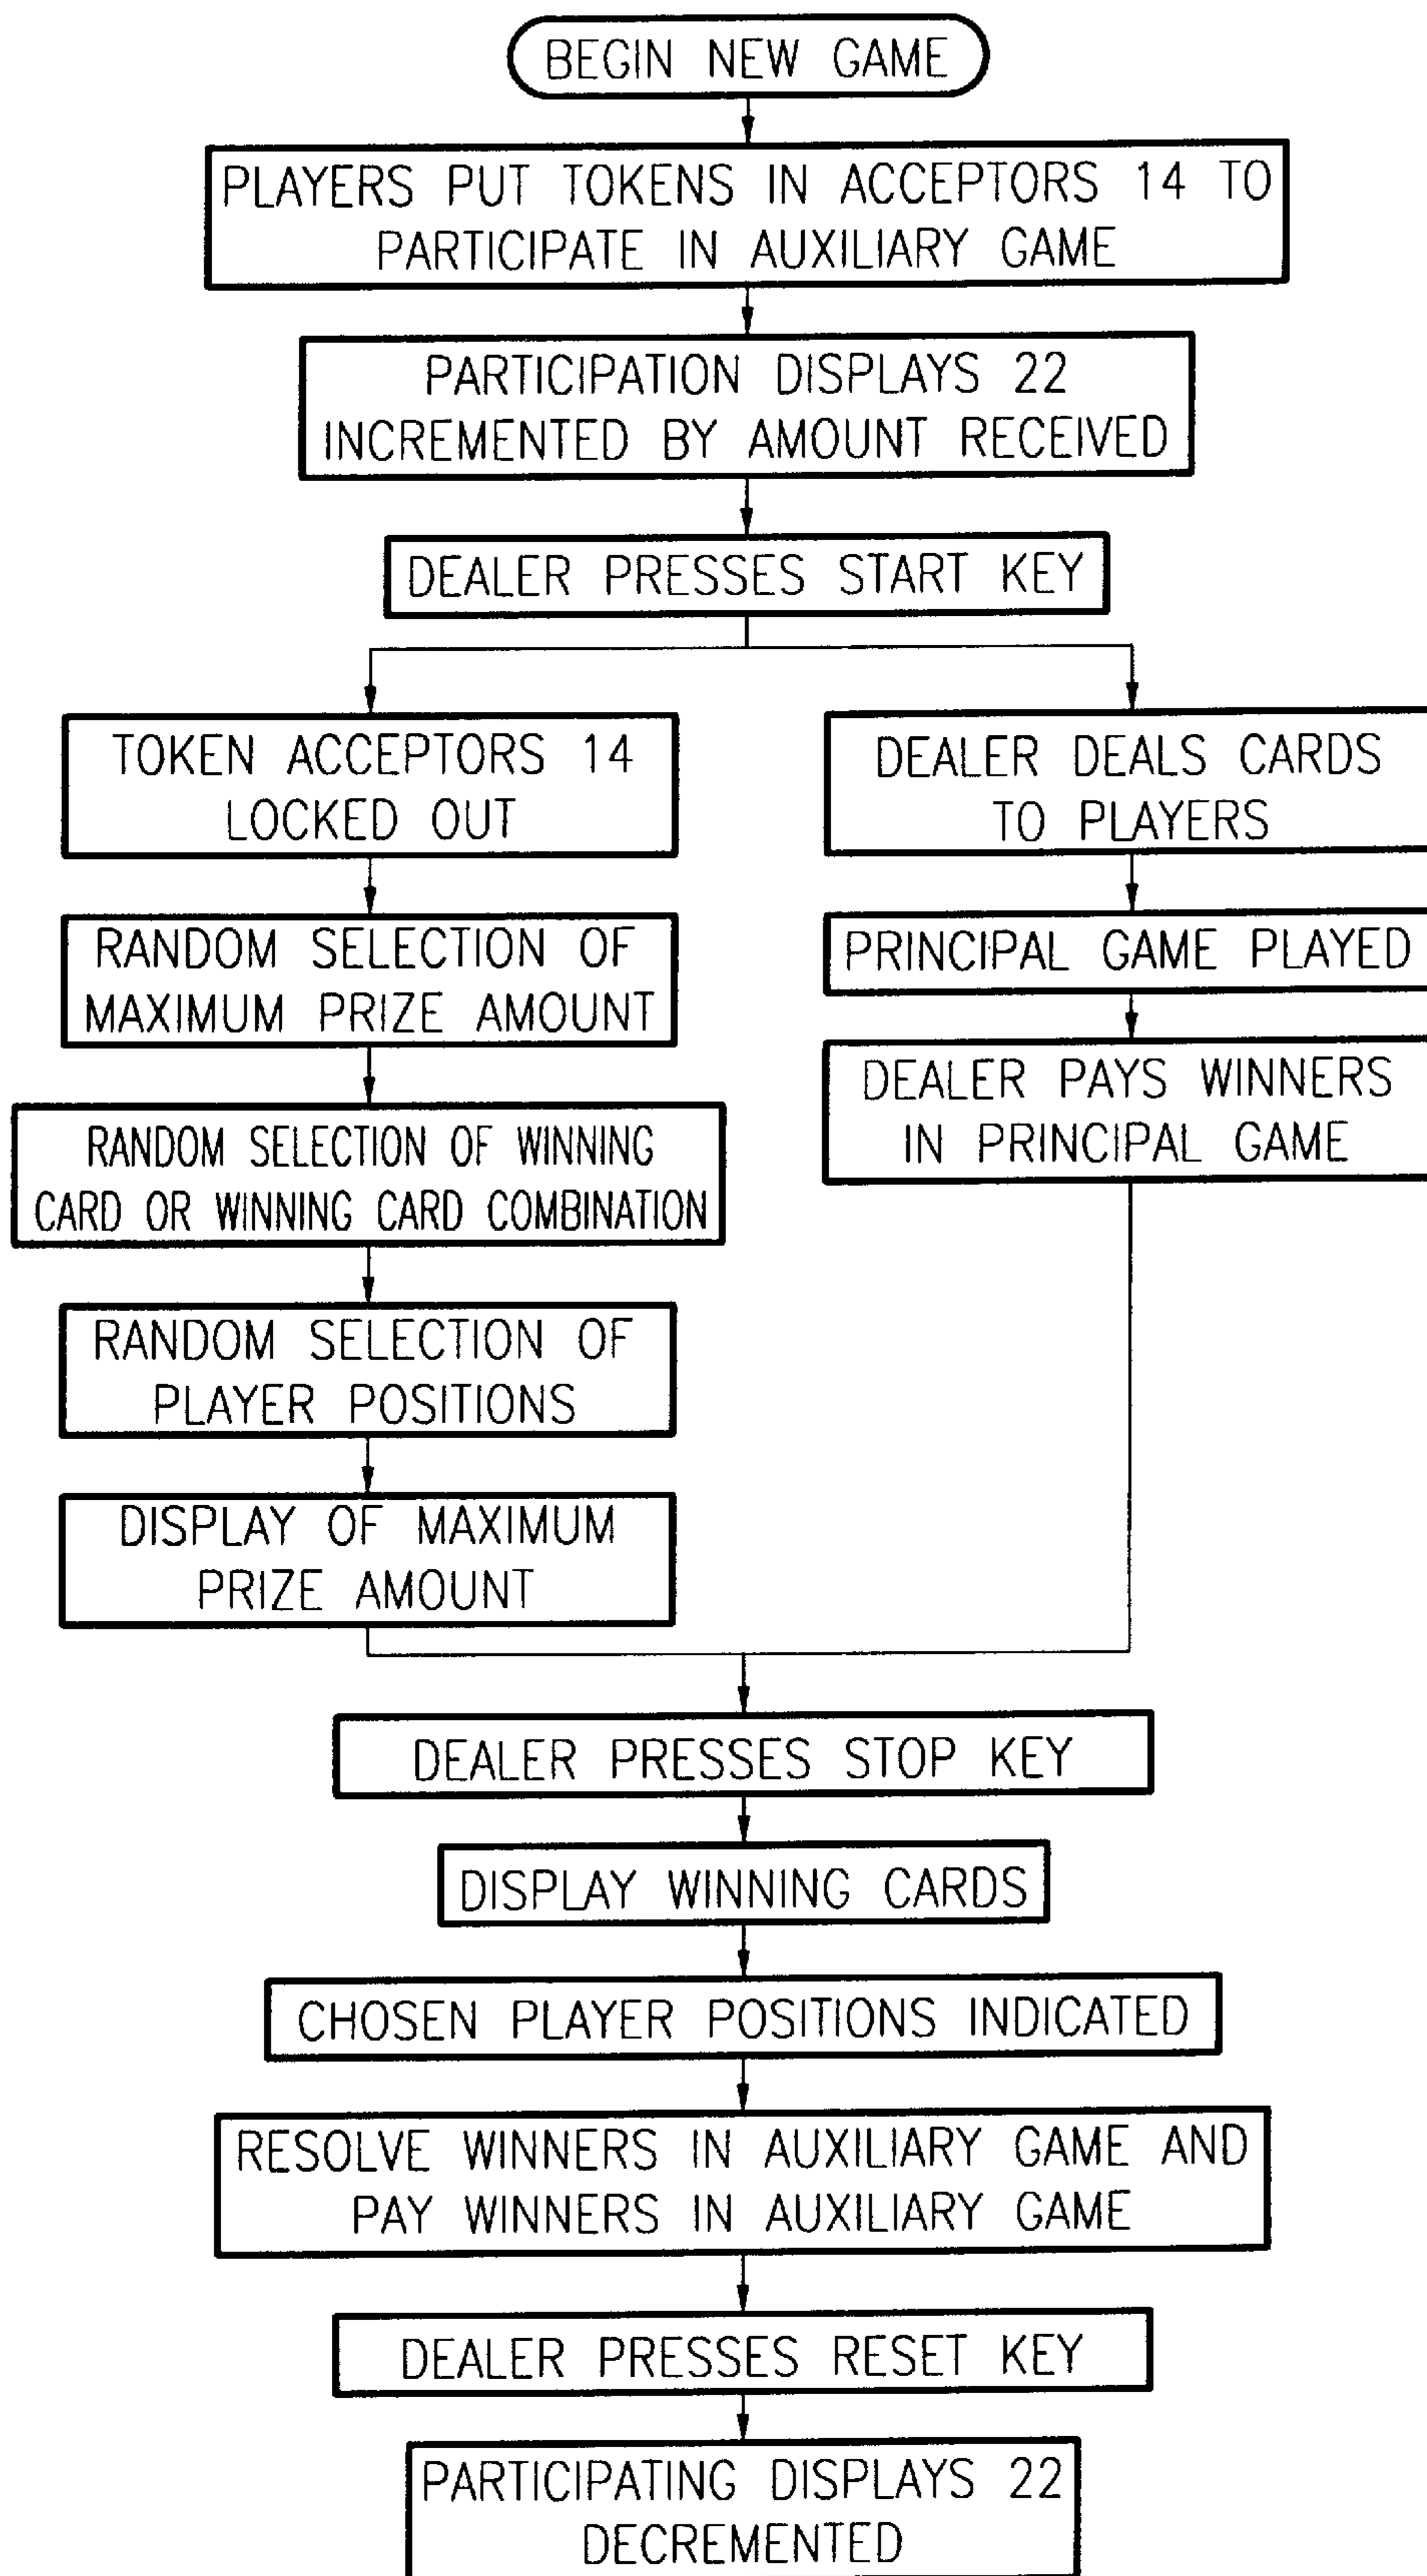 BEGIN NEW GAME
PLAYERS PUT TOKENS IN ACCEPTORS 14 TO
PARTICIPATE IN AUXILIARY GAME
PARTICIPATION DISPLAYS 22
INCREMENTED BY AMOUNT RECEIVED
DEALER PRESSES START KEY
TOKEN ACCEPTORS 14
LOCKED OUT
RANDOM SELECTION OF
MAXIMUM PRIZE AMOUNT
RANDOM SELECTION OF WINNING
CARD OR WINNING CARD COMBINATION
RANDOM SELECTION OF
PLAYER POSITIONS
DISPLAY OF MAXIMUM
PRIZE AMOUNT
DEALER DEALS CARDS
TO PLAYERS
PRINCIPAL GAME PLAYED
DEALER PAYS WINNERS
IN PRINCIPAL GAME
DEALER PRESSES STOP KEY
DISPLAY WINNING CARDS
CHOSEN PLAYER POSITIONS INDICATED
RESOLVE WINNERS IN AUXILIARY GAME AND
PAY WINNERS IN AUXILIARY GAME
DEALER PRESSES RESET KEY
PARTICIPATING DISPLAYS 22
DECREMENTED